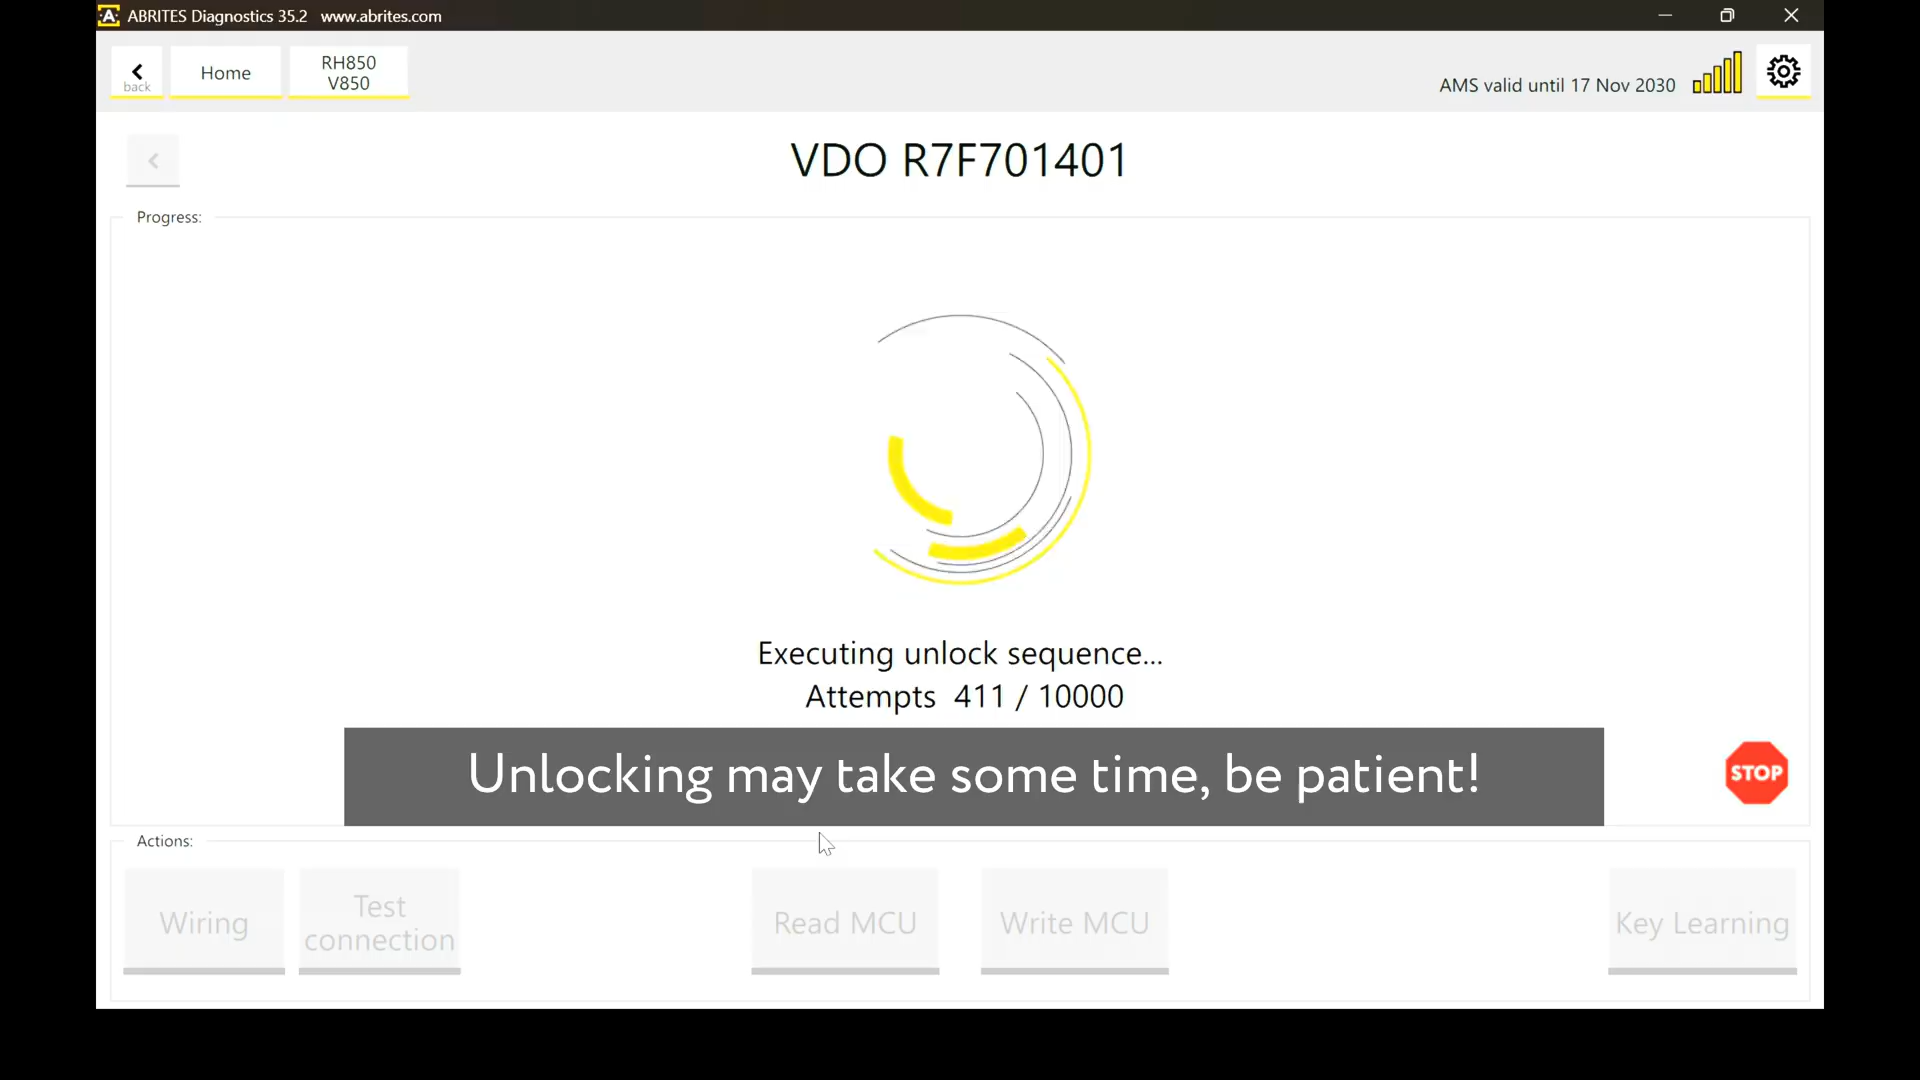 ABRITES Diagnostics 35.2 www.abrites.com
back
Home
RH850
V850
AMS valid until 17 Nov 2030
VDO R7F701401
Progress:
Executing unlock sequence...
Attempts 411 / 10000
Unlocking may take some time, be patient!
STOP
Actions:
Wiring
Test
connection
Read MCU
Write MCU
Key Learning